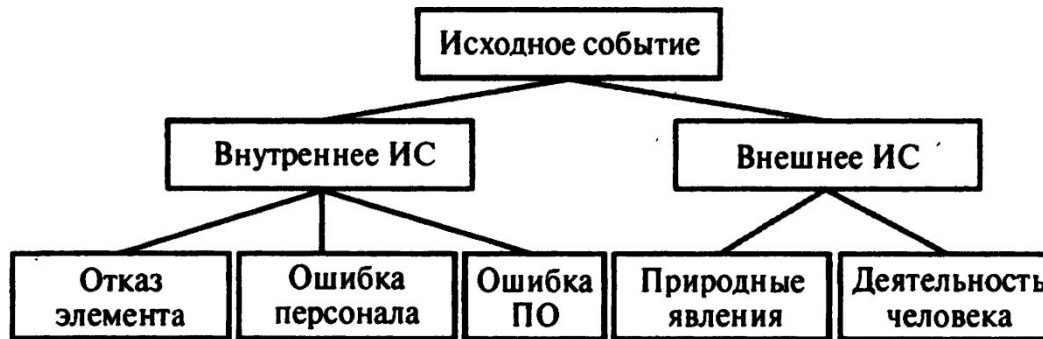 Исходное событие
Внутреннее ИС
Внешнее ИС
Отказ
элемента
Ошибка
персонала
Ошибка
ПО
Природные
явления
Деятельность
человека